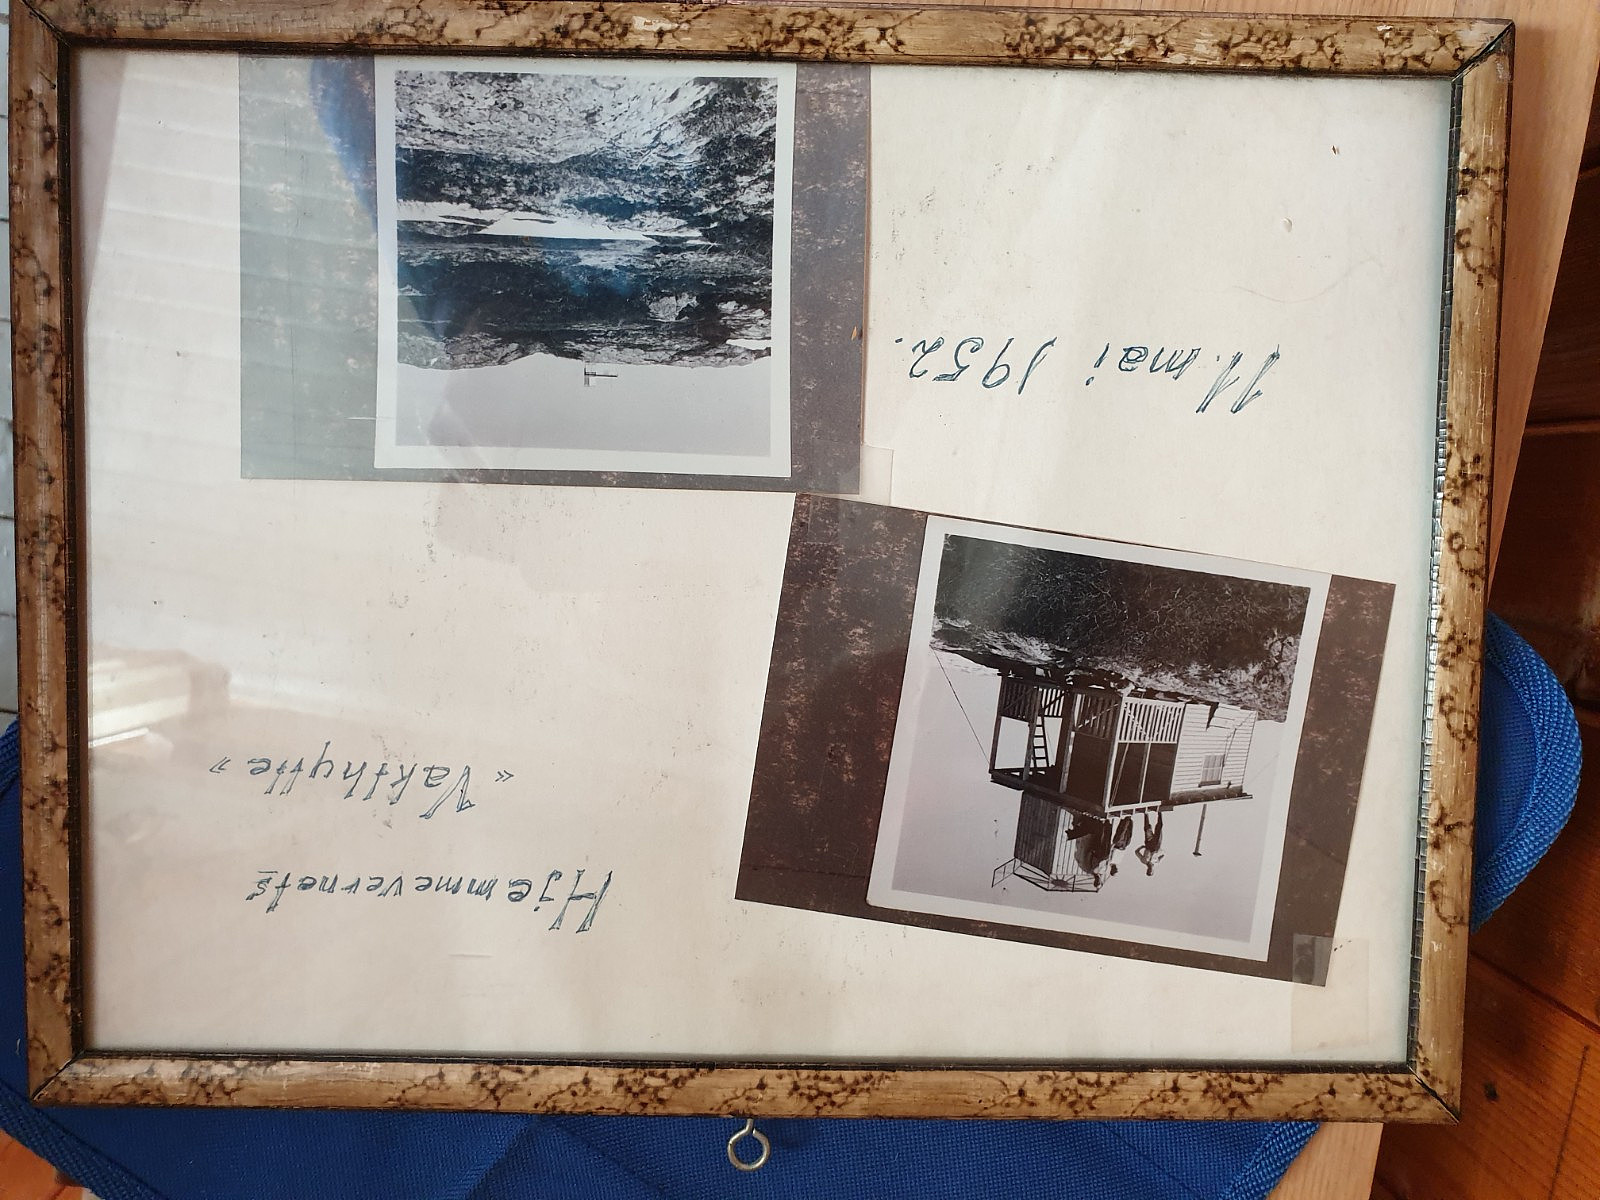 Hjemmevernets
«Vakthytte»
11. mai 1952.